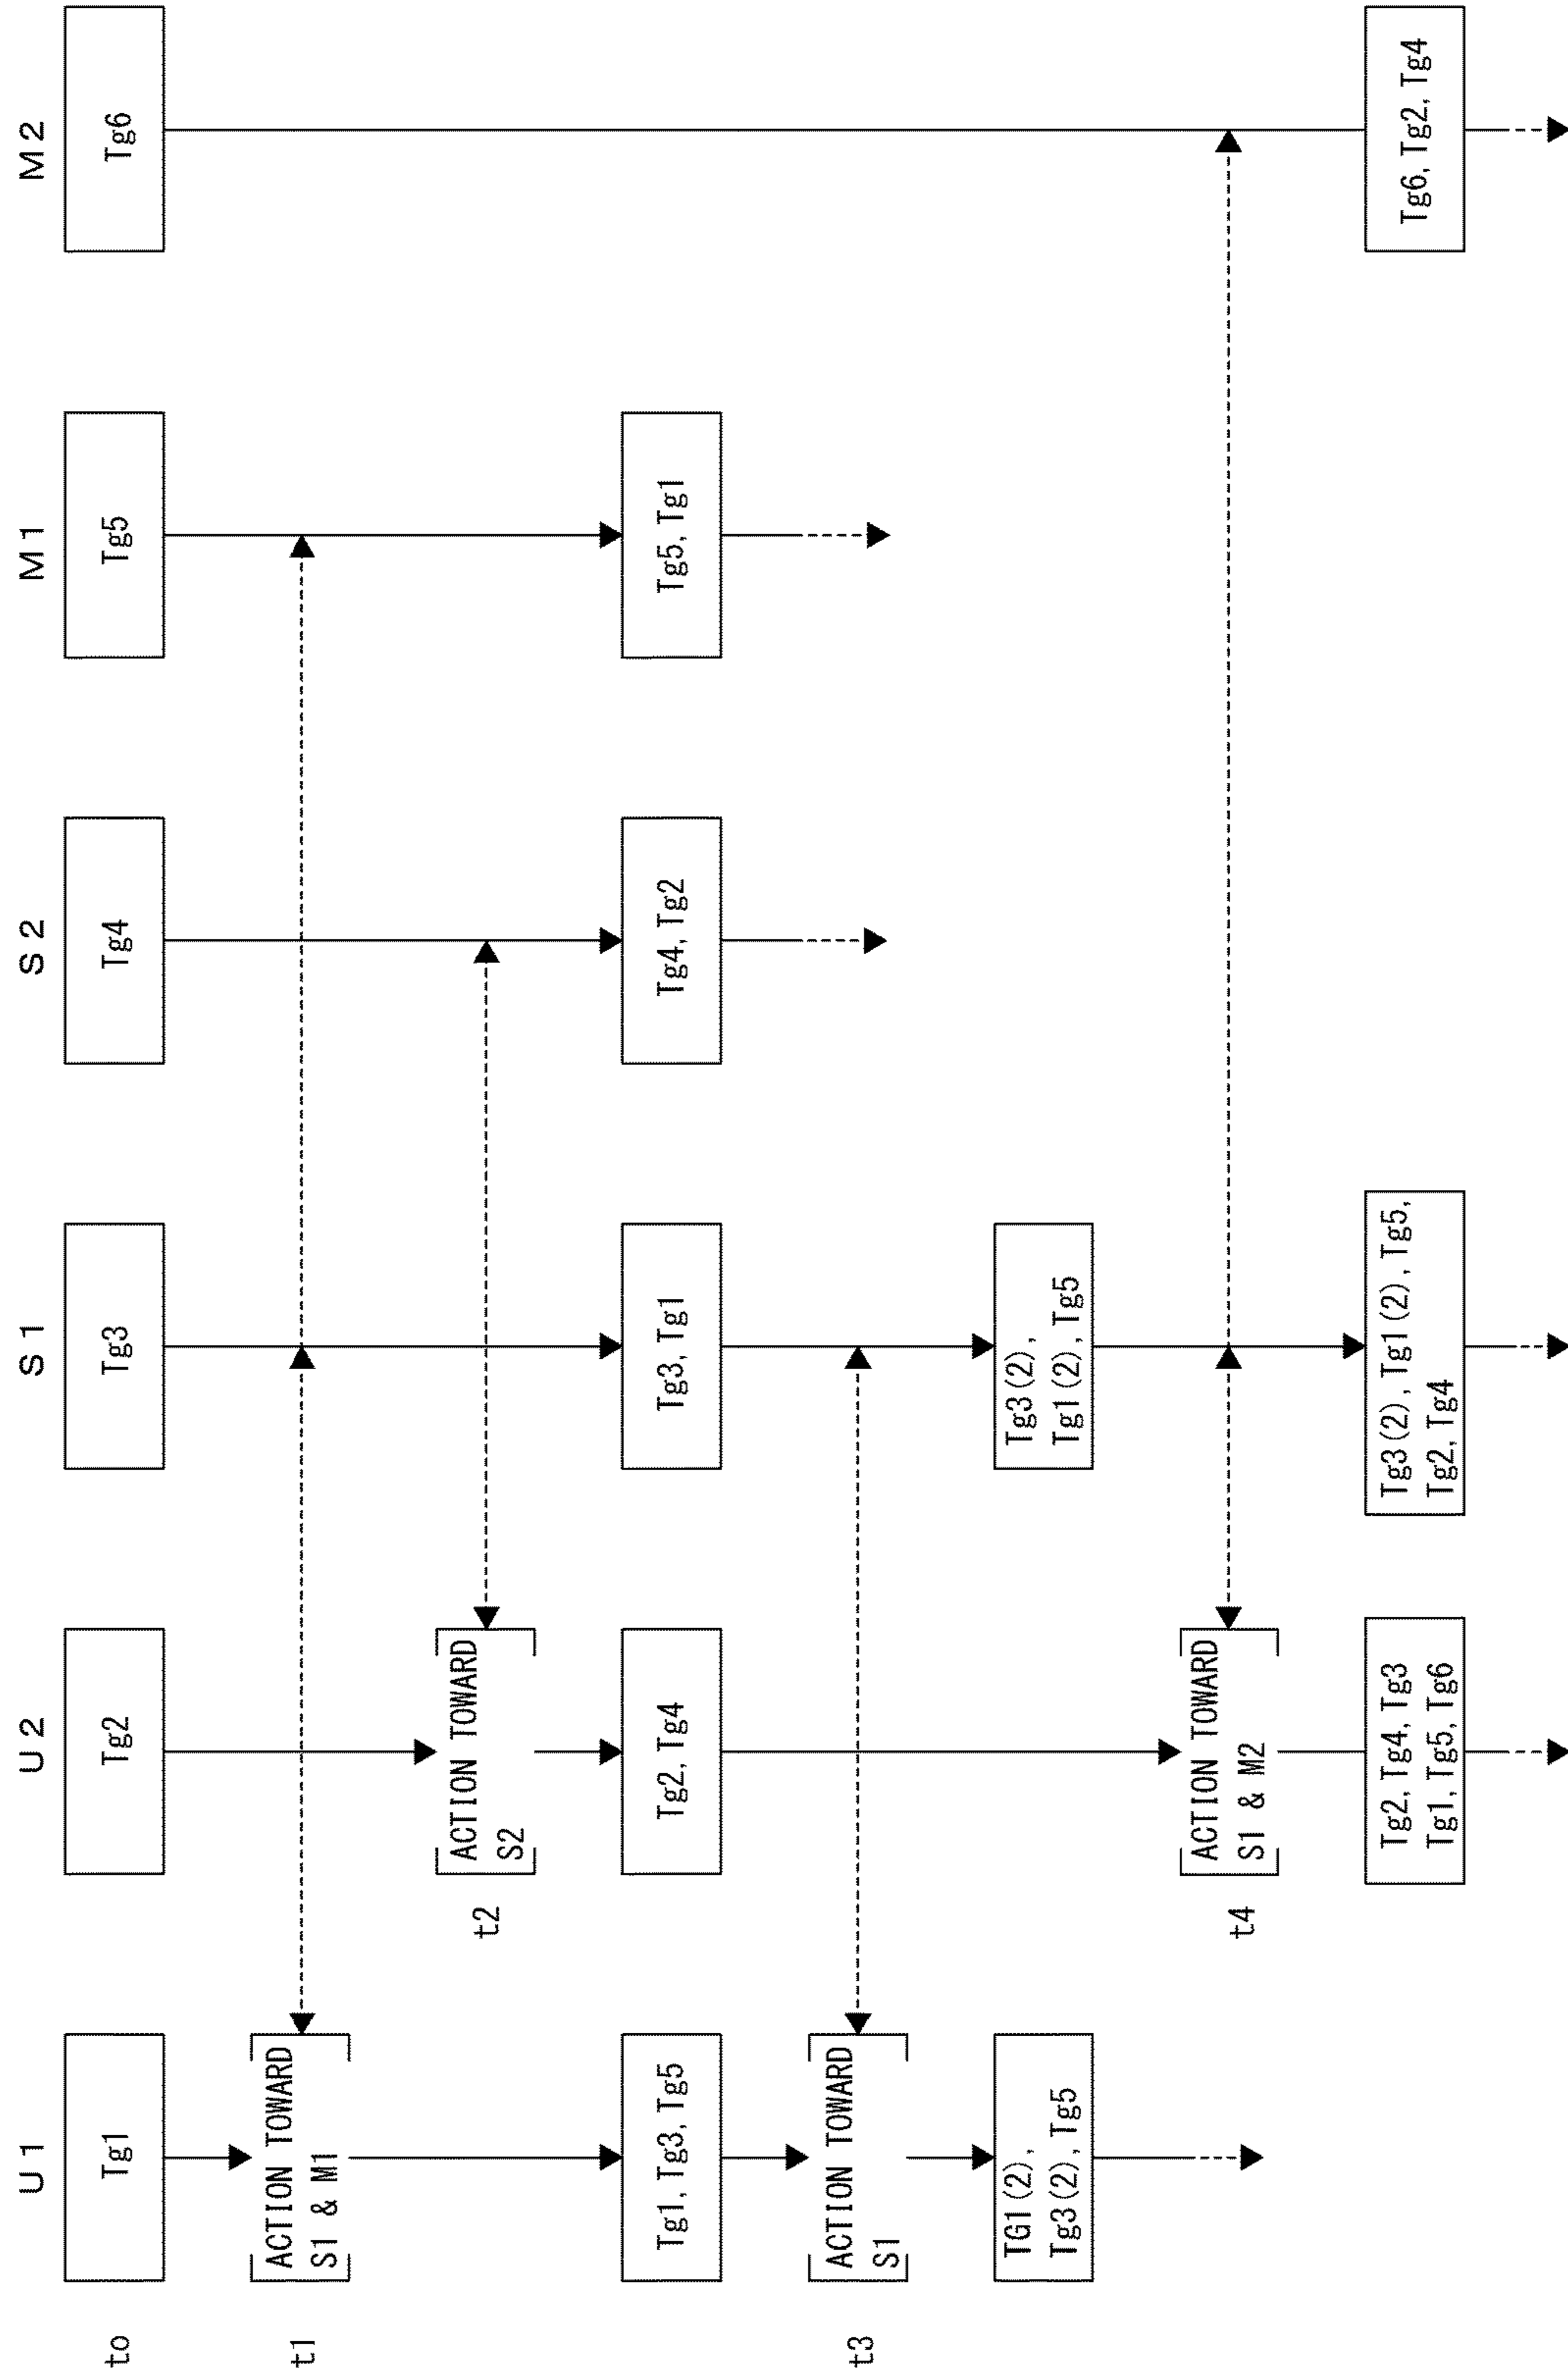 U1
U2
S1
S2
M1
M2
to
Tg1
Tg2
Tg3
Tg4
Tg5
Tg6
t1
ACTION TOWARD
S1 & M1
t2
ACTION TOWARD
S2
Tg1, Tg3, Tg5
Tg2, Tg4
Tg3, Tg1
Tg4, Tg2
Tg5, Tg1
t3
ACTION TOWARD
S1
TG1(2),
Tg3(2), Tg5
Tg3(2),
Tg1(2), Tg5
t4
ACTION TOWARD
S1 & M2
Tg2, Tg4, Tg3
Tg1, Tg5, Tg6
Tg3(2), Tg1(2), Tg5,
Tg2, Tg4
Tg6, Tg2, Tg4